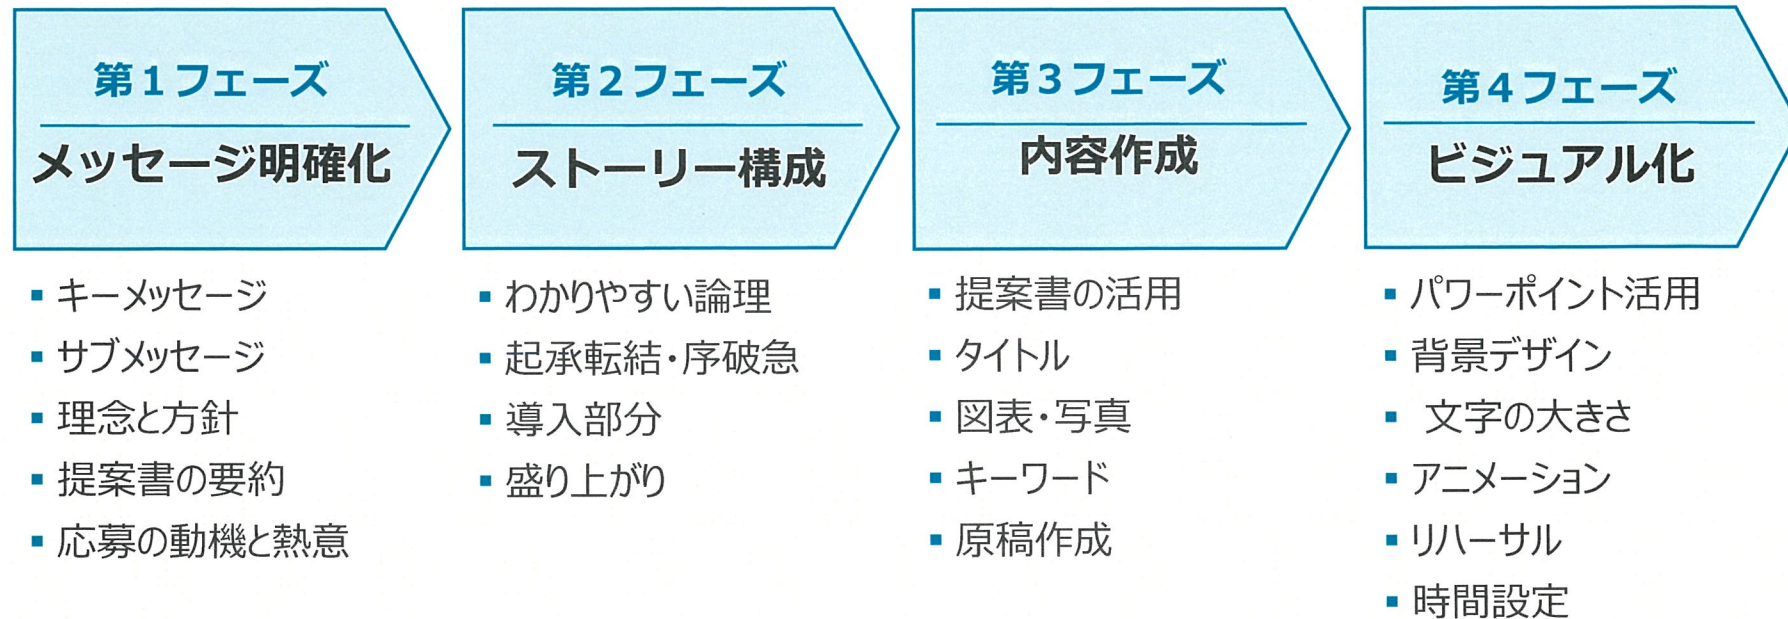 第1フェーズ
メッセージ明確化
▪ キーメッセージ
▪ サブメッセージ
▪ 理念と方針
▪ 提案書の要約
▪ 応募の動機と熱意
第2フェーズ
ストーリー構成
▪ わかりやすい論理
▪ 起承転結・序破急
▪ 導入部分
▪ 盛り上がり
第3フェーズ
内容作成
▪ 提案書の活用
▪ タイトル
▪ 図表・写真
▪ キーワード
▪ 原稿作成
第4フェーズ
ビジュアル化
▪ パワーポイント活用
▪ 背景デザイン
▪ 文字の大きさ
▪ アニメーション
▪ リハーサル
▪ 時間設定